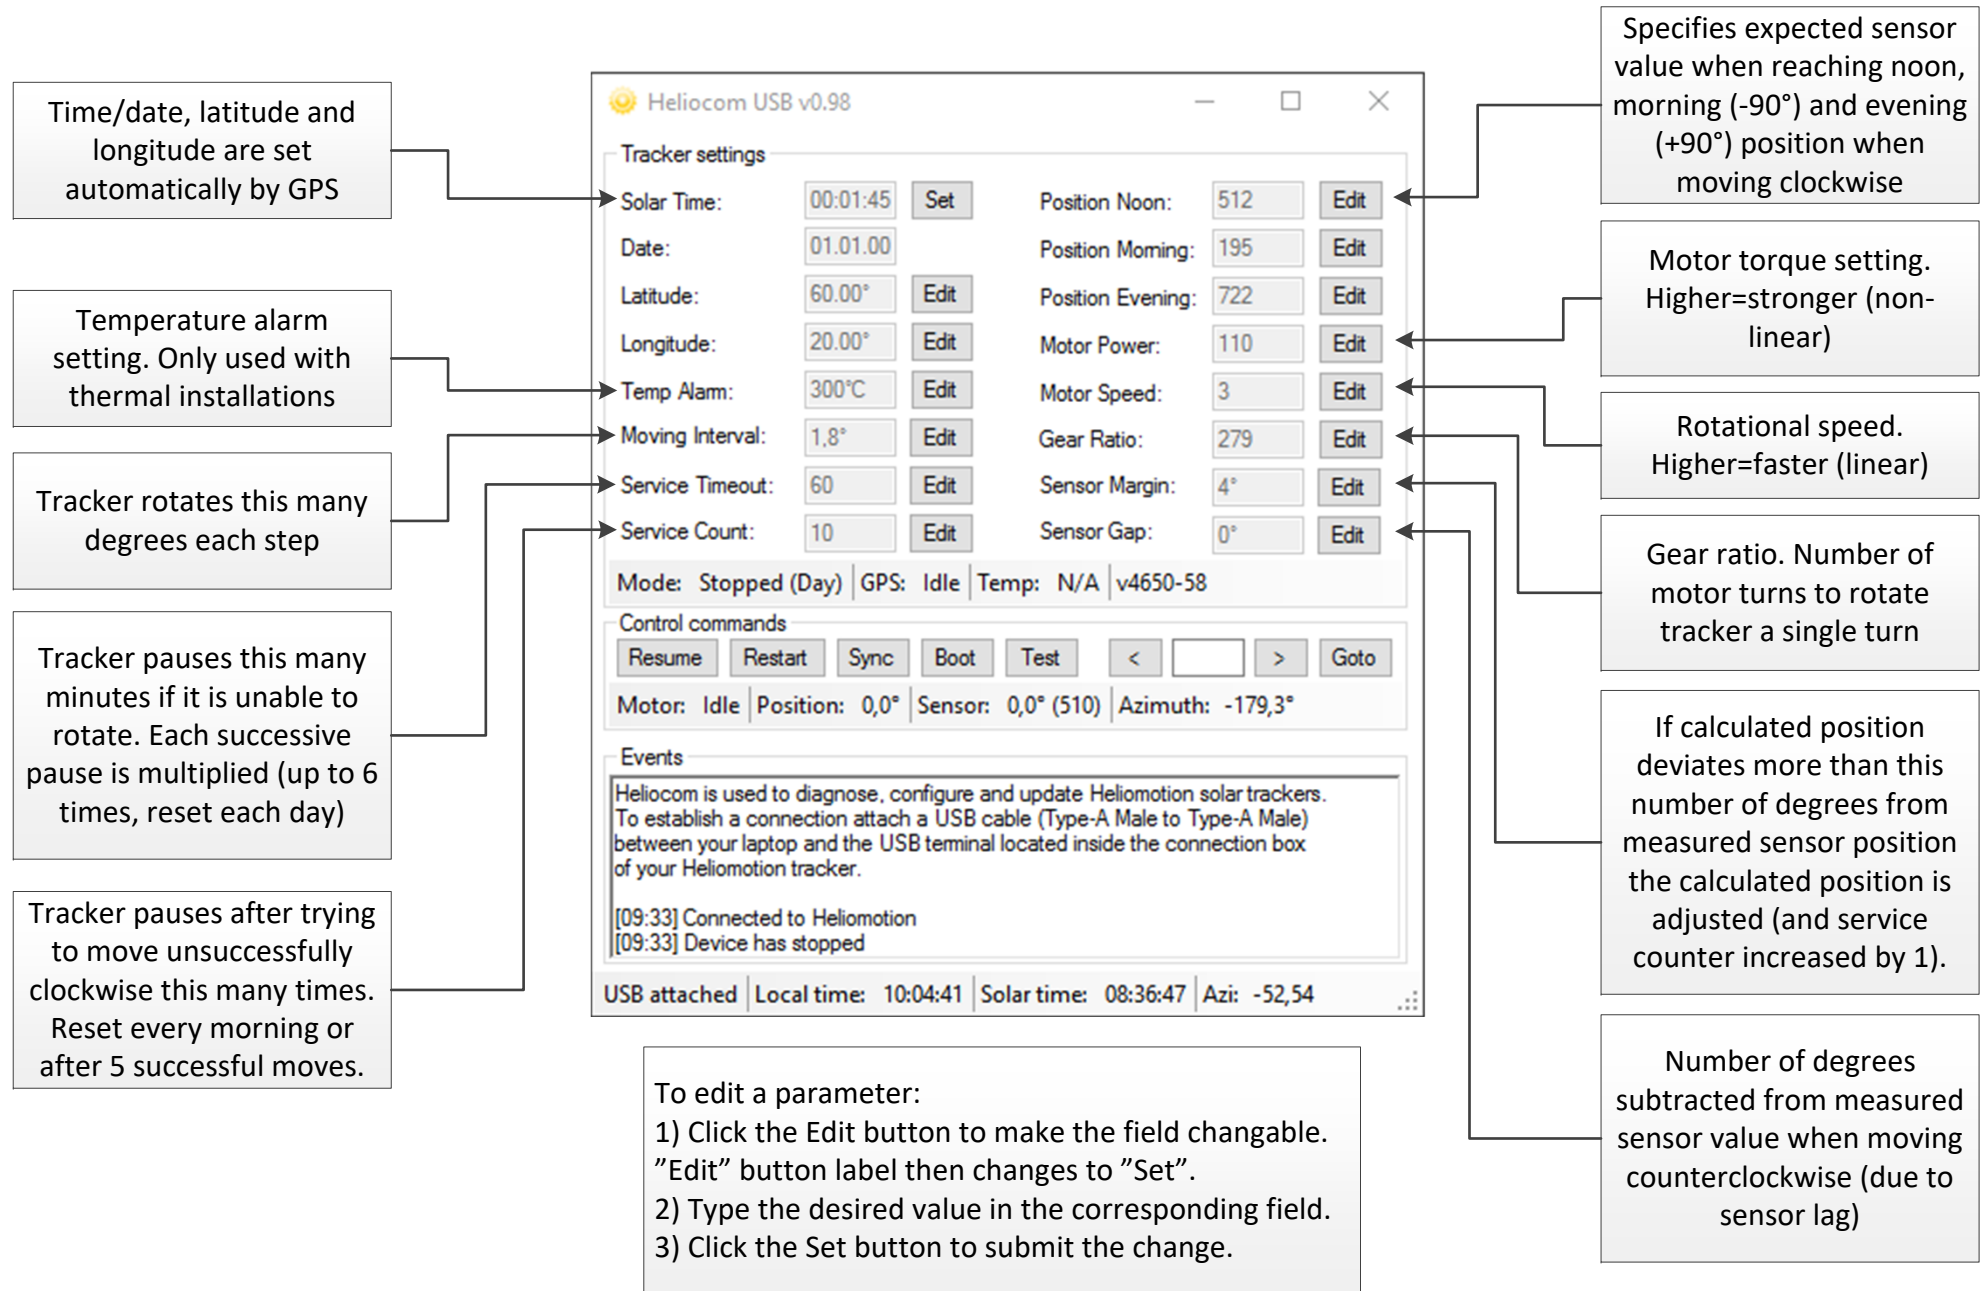 Time/date, latitude and
longitude are set
automatically by GPS
Temperature alarm
setting. Only used with
thermal installations
Tracker rotates this many
degrees each step
Tracker pauses this many
minutes if it is unable to
rotate. Each successive
pause is multiplied (up to 6
times, reset each day)
Tracker pauses after trying
to move unsuccessfully
clockwise this many times.
Reset every morning or
after 5 successful moves.
Heliocom USB v0.98
Tracker settings
Solar Time: 00:01:45 Set Position Noon: 512 Edit
Date: 01.01.00 Position Morning: 195 Edit
Latitude: 60.00° Edit Position Evening: 722 Edit
Longitude: 20.00° Edit Motor Power: 110 Edit
Temp Alarm: 300°C Edit Motor Speed: 3 Edit
Moving Interval: 1,8° Edit Gear Ratio: 279 Edit
Service Timeout: 60 Edit Sensor Margin: 4° Edit
Service Count: 10 Edit Sensor Gap: 0° Edit
Mode: Stopped (Day) GPS: Idle Temp: N/A v4650-58
Control commands
Resume Restart Sync Boot Test < > Goto
Motor: Idle Position: 0,0° Sensor: 0,0° (510) Azimuth: -179,3°
Events
Heliocom is used to diagnose, configure and update Heliomotion solar trackers.
To establish a connection attach a USB cable (Type-A Male to Type-A Male)
between your laptop and the USB terminal located inside the connection box
of your Heliomotion tracker.
[09:33] Connected to Heliomotion
[09:33] Device has stopped
USB attached Local time: 10:04:41 Solar time: 08:36:47 Azi: -52,54
To edit a parameter:
1) Click the Edit button to make the field changable.
”Edit” button label then changes to ”Set”.
2) Type the desired value in the corresponding field.
3) Click the Set button to submit the change.
Specifies expected sensor
value when reaching noon,
morning (-90°) and evening
(+90°) position when
moving clockwise
Motor torque setting.
Higher=stronger (non-
linear)
Rotational speed.
Higher=faster (linear)
Gear ratio. Number of
motor turns to rotate
tracker a single turn
If calculated position
deviates more than this
number of degrees from
measured sensor position
the calculated position is
adjusted (and service
counter increased by 1).
Number of degrees
subtracted from measured
sensor value when moving
counterclockwise (due to
sensor lag)